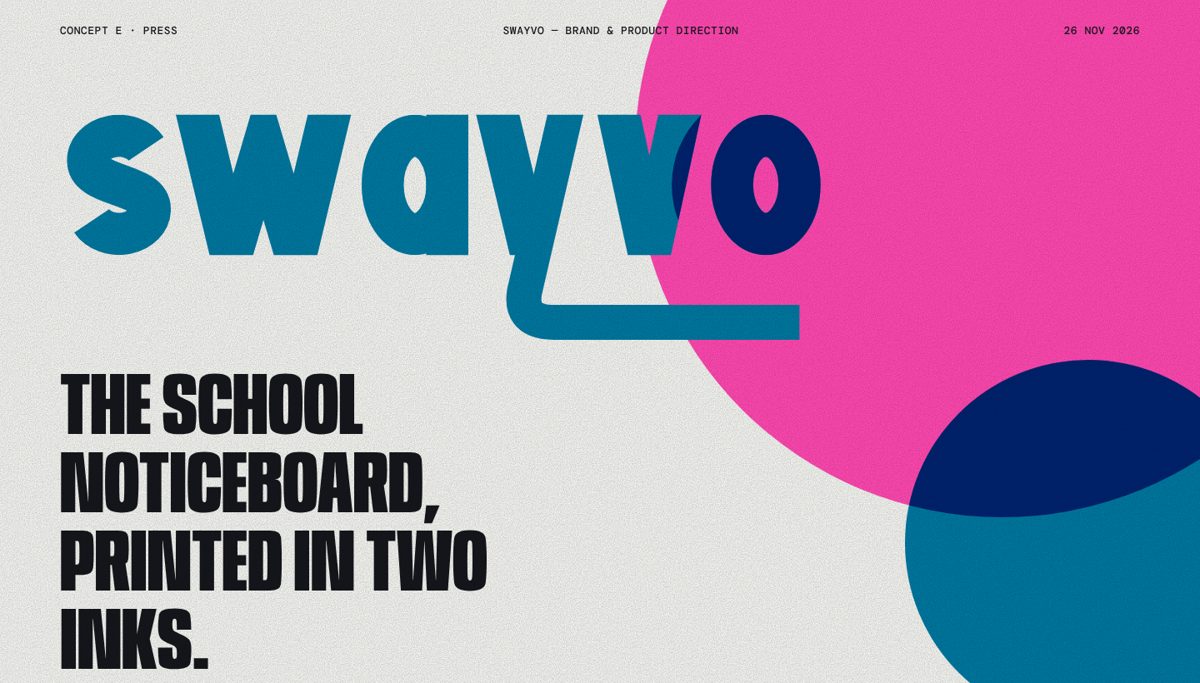 CONCEPT E · PRESS
SWAYVO — BRAND & PRODUCT DIRECTION
26 NOV 2026
swayvo
THE SCHOOL
NOTICEBOARD,
PRINTED IN TWO
INKS.